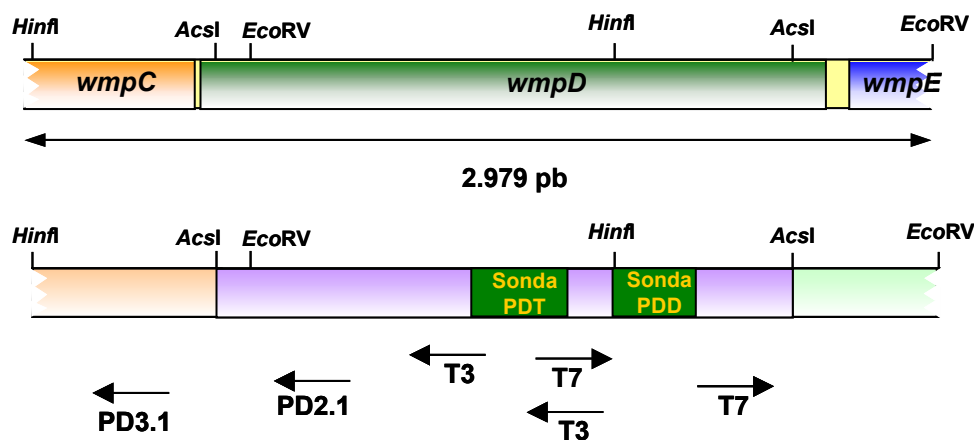 HinfI AcsI EcoRV HinfI AcsI EcoRV
wmpC wmpD wmpE
2.979 pb
HinfI AcsI EcoRV HinfI AcsI EcoRV
Sonda PDT
Sonda PDD
T3 T7 T7
PD3.1 PD2.1 T3